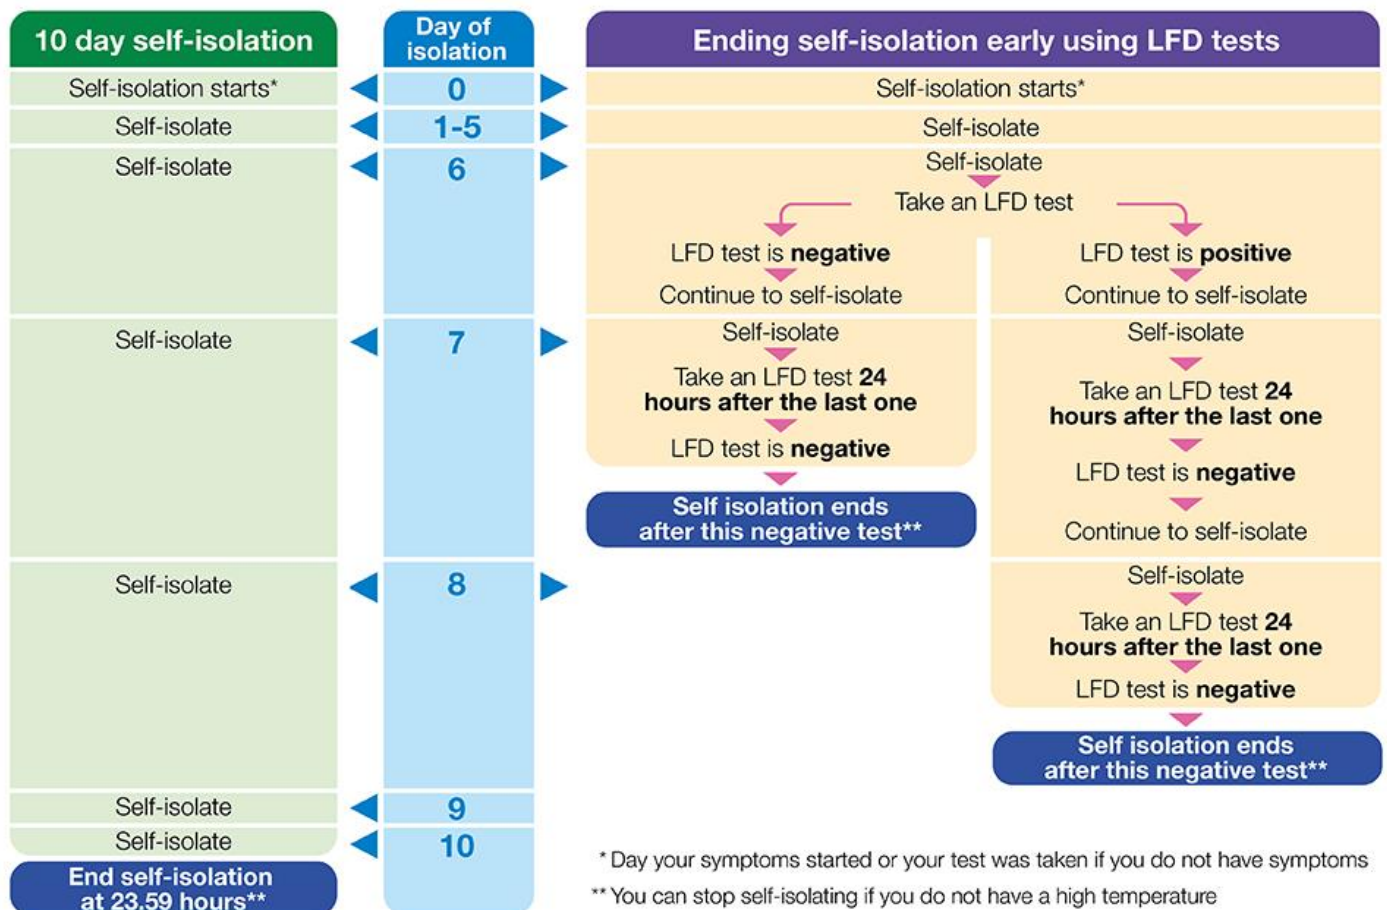 10 day self-isolation
Self-isolation starts*
Self-isolate
Self-isolate
Self-isolate
Self-isolate
Self-isolate
Self-isolate
End self-isolation
at 23.59 hours**
Day of
isolation
0
1-5
6
7
8
9
10
Ending self-isolation early using LFD tests
Self-isolation starts*
Self-isolate
Self-isolate
Take an LFD test
LFD test is negative
Continue to self-isolate
Self-isolate
Take an LFD test 24
hours after the last one
LFD test is negative
Self isolation ends
after this negative test**
LFD test is positive
Continue to self-isolate
Self-isolate
Take an LFD test 24
hours after the last one
LFD test is negative
Continue to self-isolate
Self-isolate
Take an LFD test 24
hours after the last one
LFD test is negative
Self isolation ends
after this negative test**
* Day your symptoms started or your test was taken if you do not have symptoms
** You can stop self-isolating if you do not have a high temperature